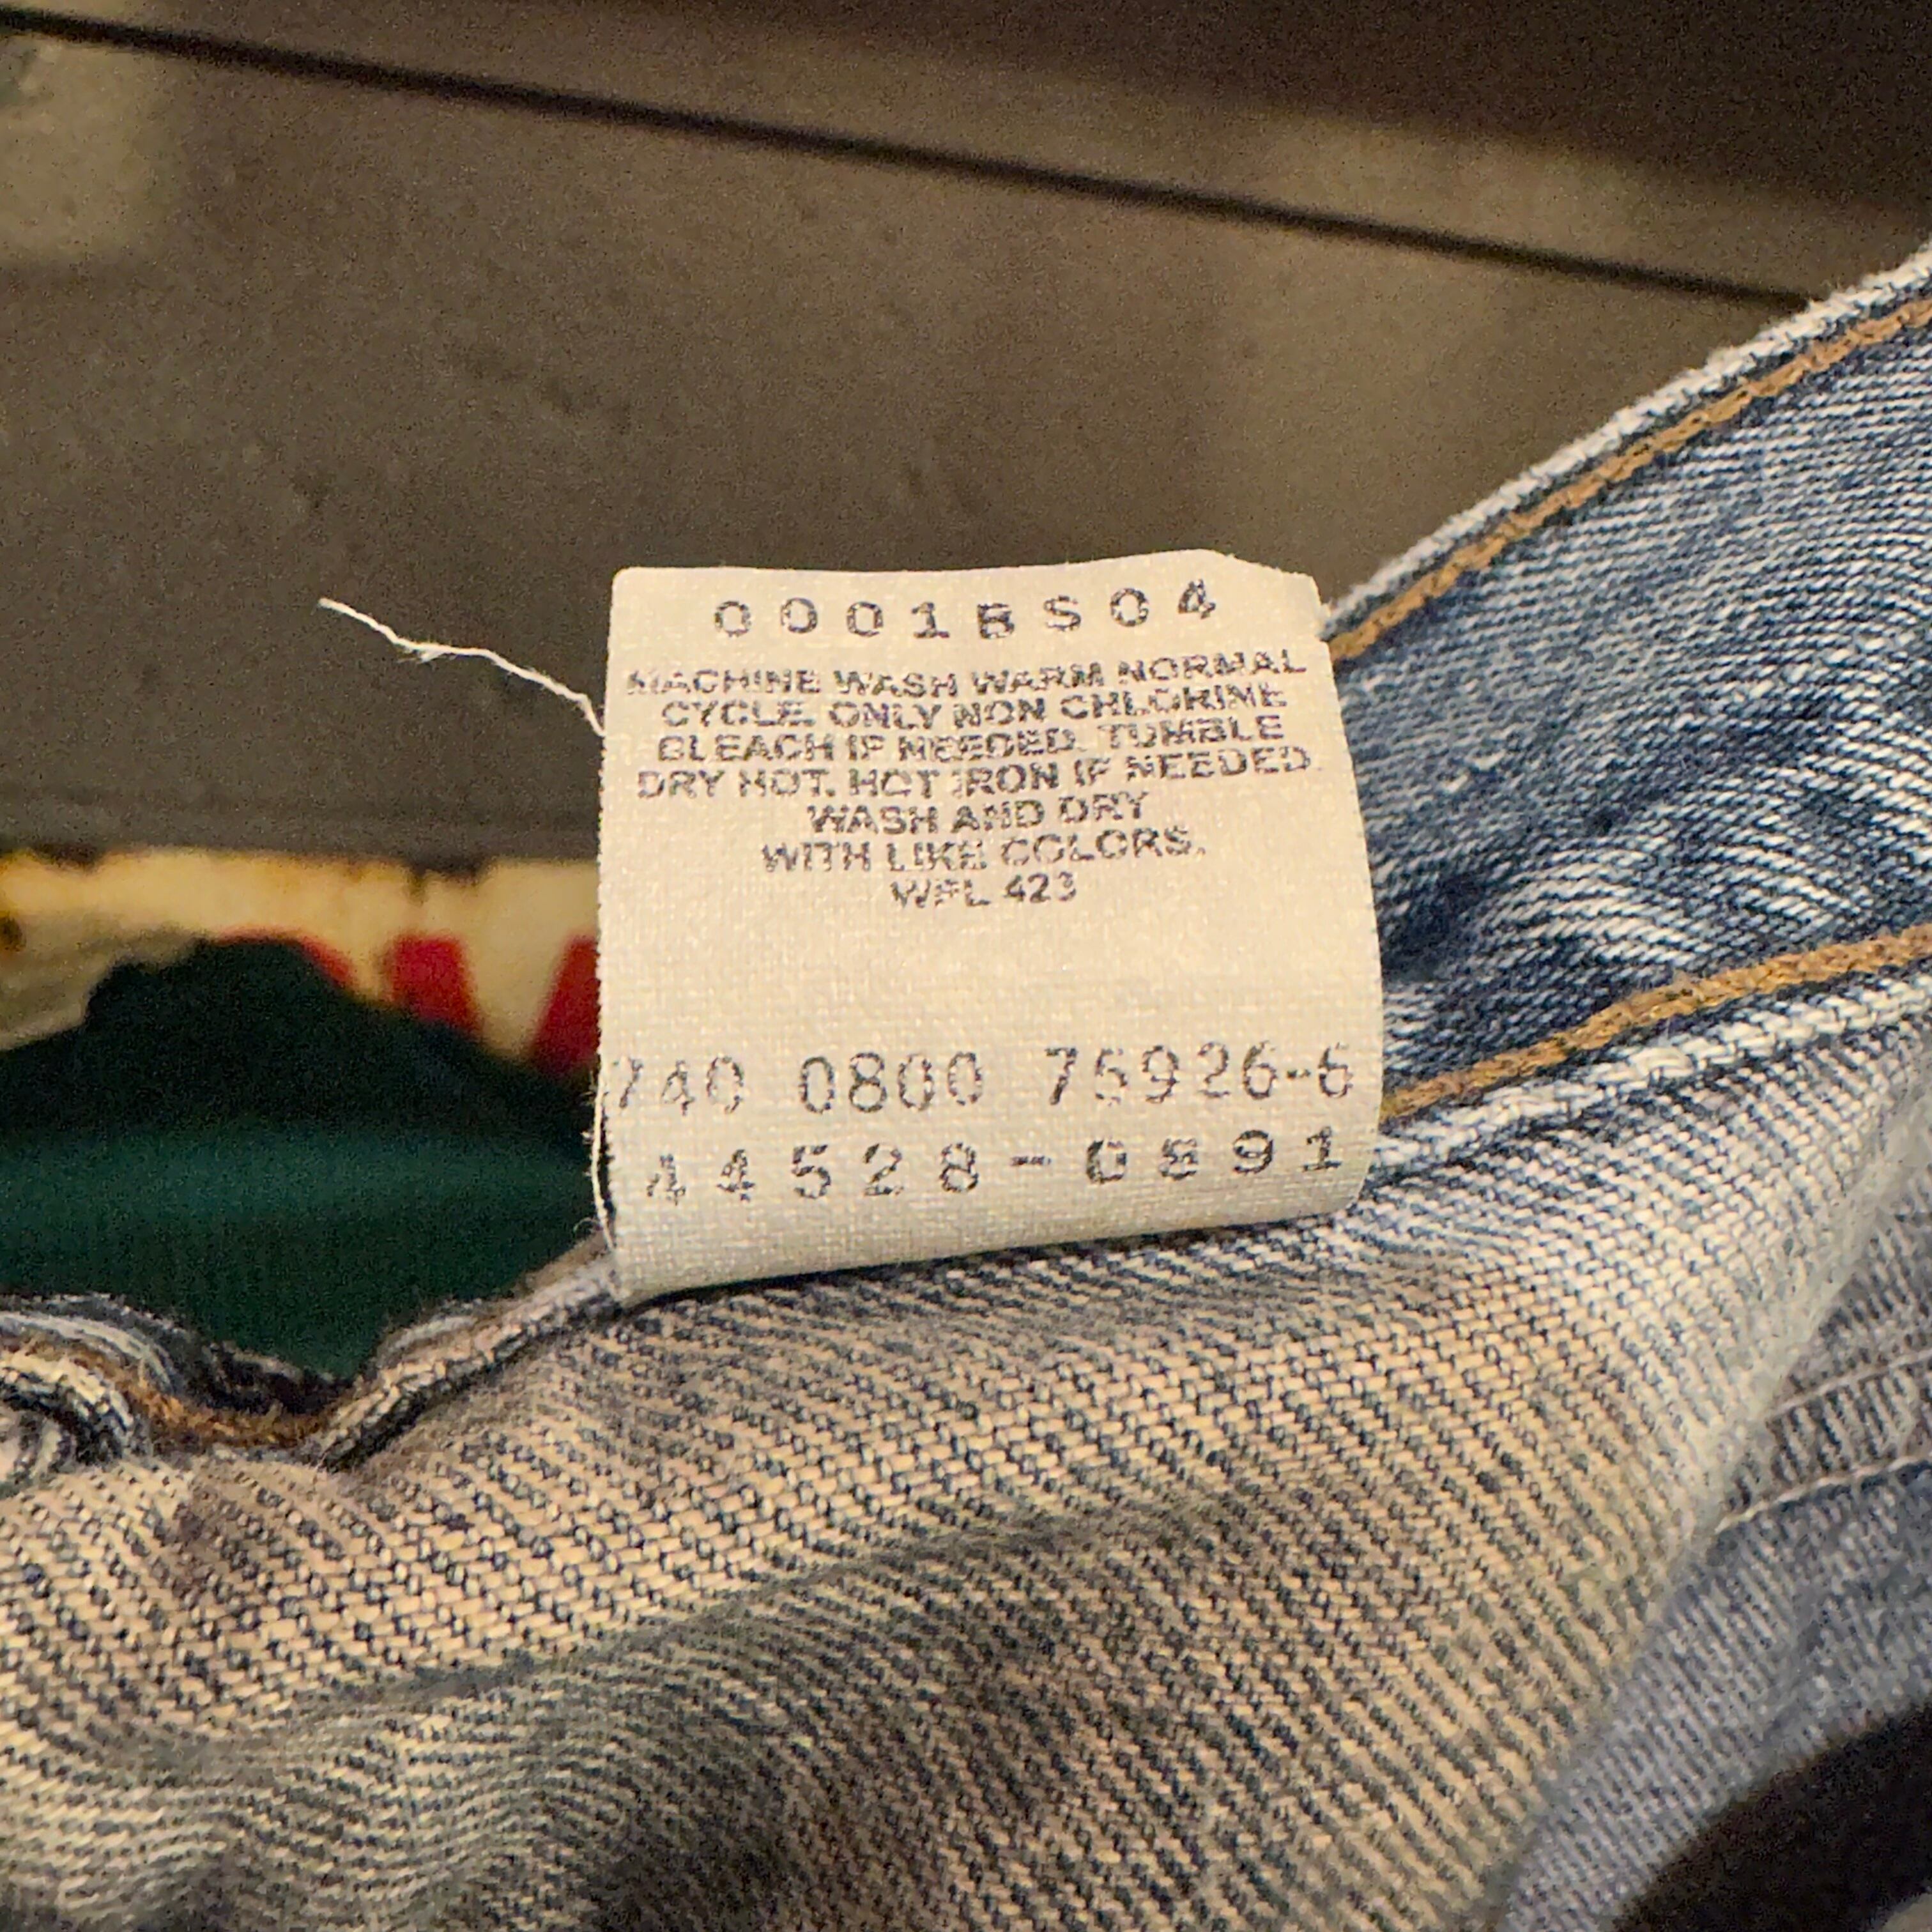 0001BS04
MACHINE WASH WARM NORMAL
CYCLE. ONLY NON CHLORINE
BLEACH IF NEEDED. TUMBLE
DRY HOT. HOT IRON IF NEEDED.
WASH AND DRY
WITH LIKE COLORS.
WPL 423
740 0800 75926-6
44528-0891